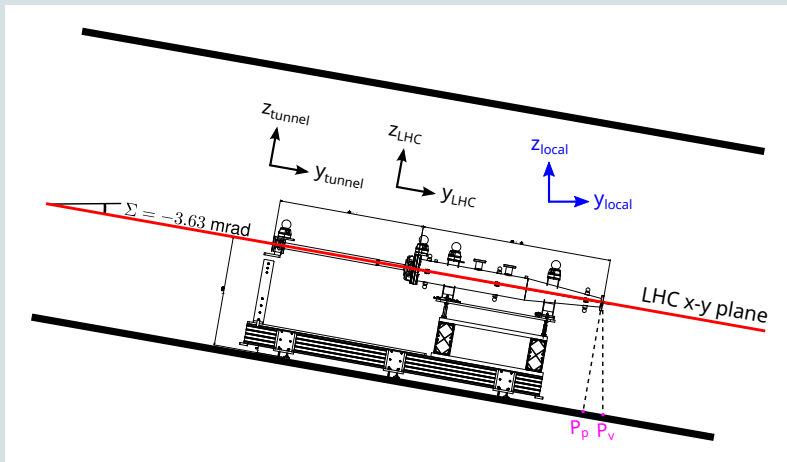 z_tunnel
y_tunnel
z_LHC
y_LHC
z_local
y_local
Σ = −3.63 mrad
LHC x-y plane
P_p P_v